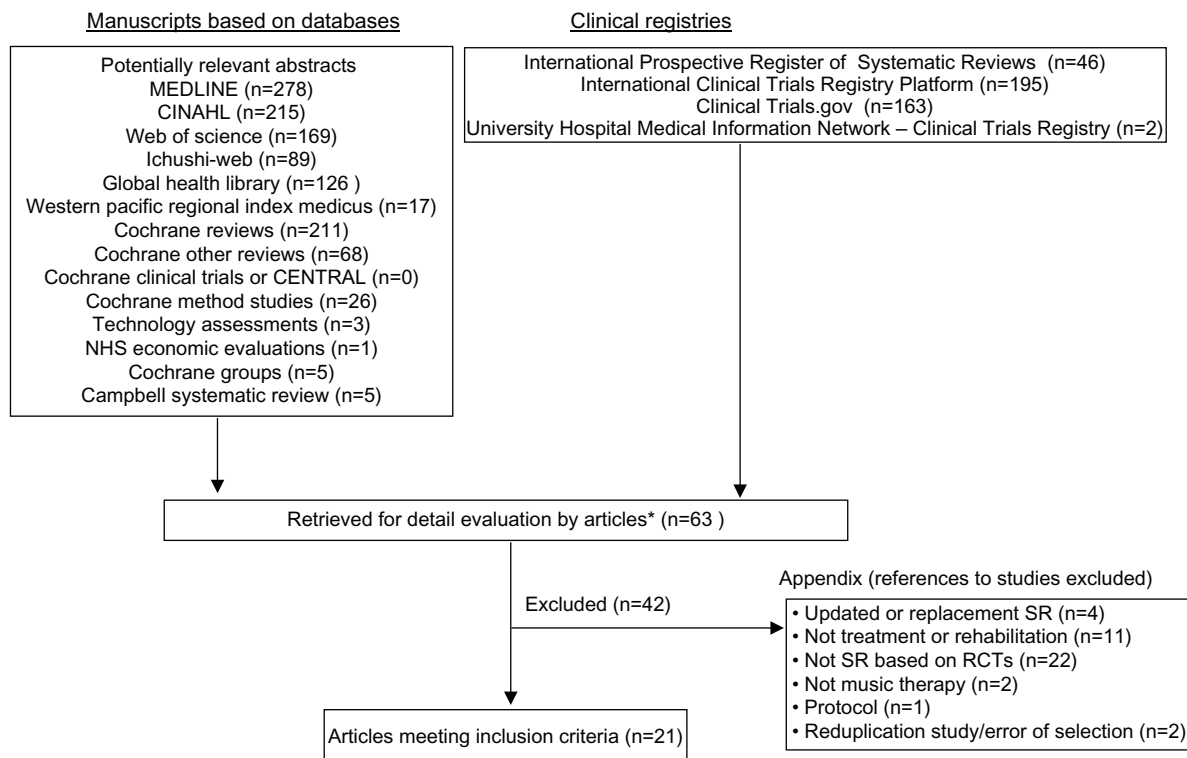 Manuscripts based on databases
Potentially relevant abstracts
MEDLINE (n=278)
CINAHL (n=215)
Web of science (n=169)
Ichushi-web (n=89)
Global health library (n=126 )
Western pacific regional index medicus (n=17)
Cochrane reviews (n=211)
Cochrane other reviews (n=68)
Cochrane clinical trials or CENTRAL (n=0)
Cochrane method studies (n=26)
Technology assessments (n=3)
NHS economic evaluations (n=1)
Cochrane groups (n=5)
Campbell systematic review (n=5)
Clinical registries
International Prospective Register of Systematic Reviews (n=46)
International Clinical Trials Registry Platform (n=195)
Clinical Trials.gov (n=163)
University Hospital Medical Information Network – Clinical Trials Registry (n=2)
Retrieved for detail evaluation by articles* (n=63 )
Excluded (n=42)
Appendix (references to studies excluded)
• Updated or replacement SR (n=4)
• Not treatment or rehabilitation (n=11)
• Not SR based on RCTs (n=22)
• Not music therapy (n=2)
• Protocol (n=1)
• Reduplication study/error of selection (n=2)
Articles meeting inclusion criteria (n=21)